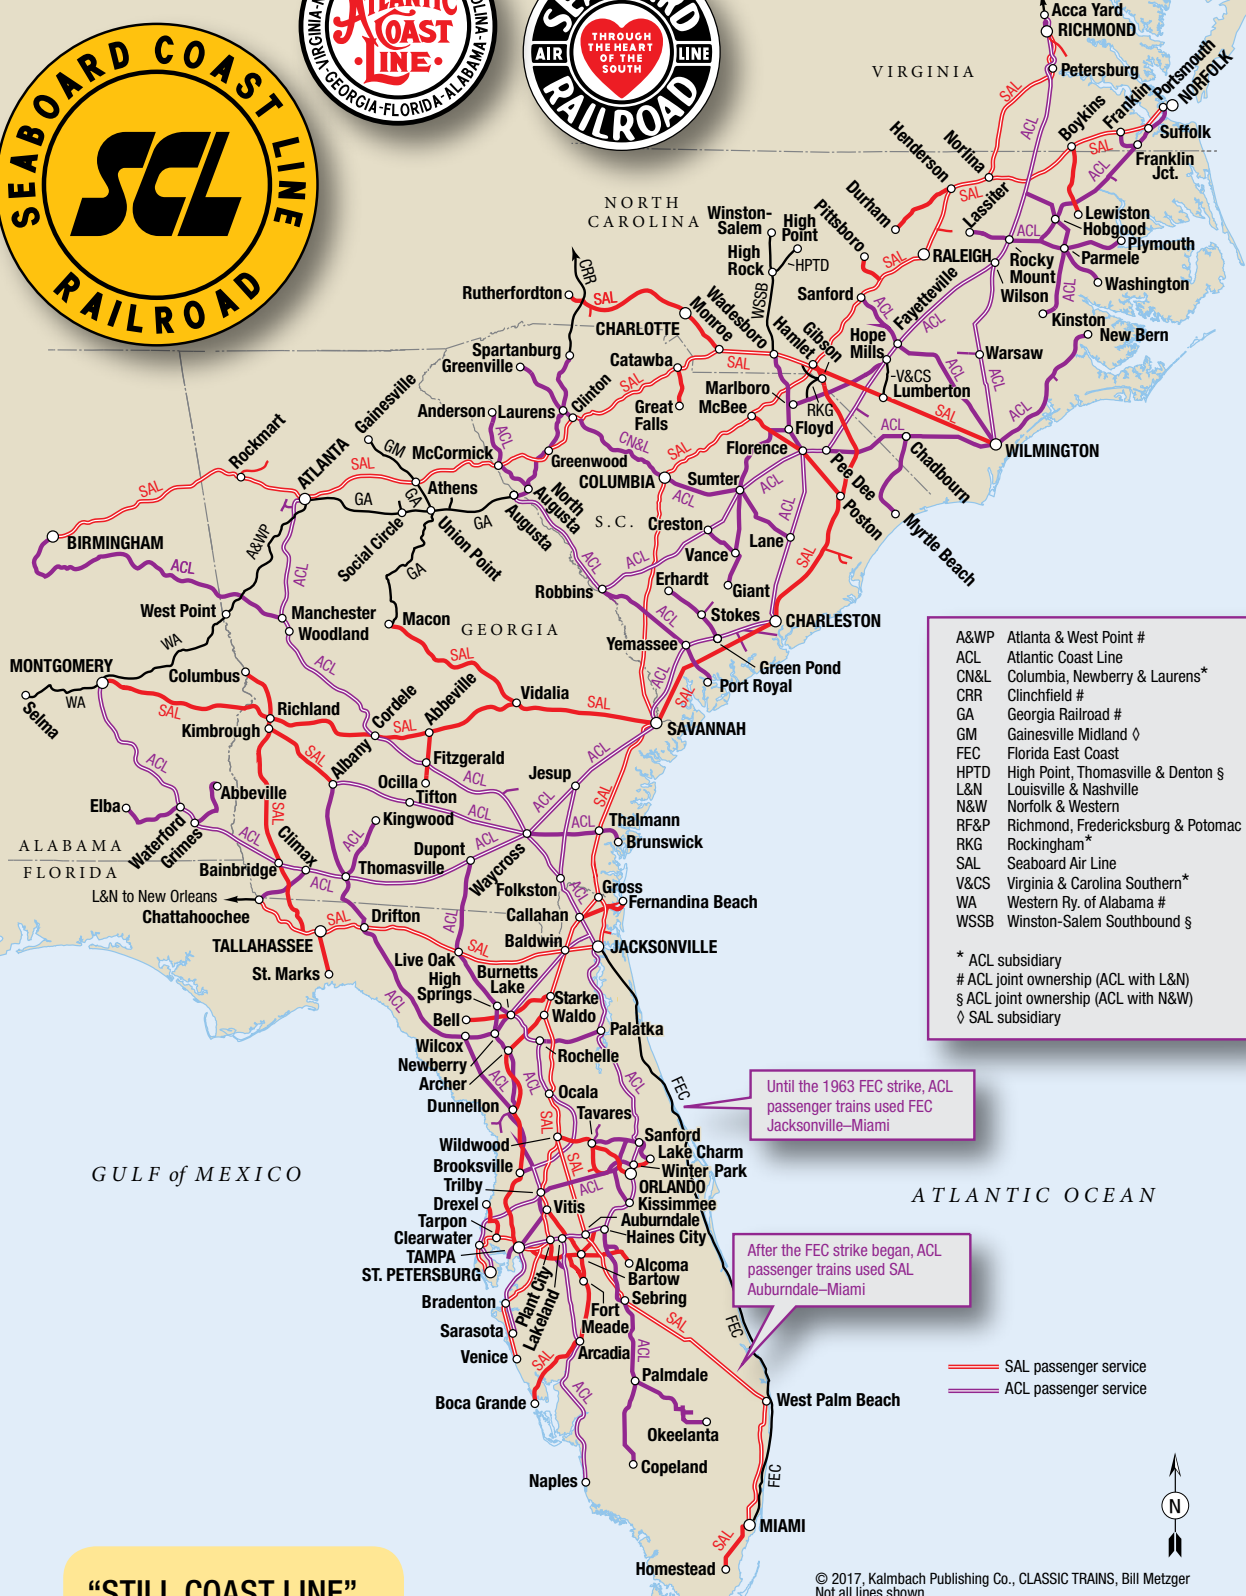 SEABOARD COAST LINE
RAILROAD
SCL
ATLANTIC
COAST
LINE
GEORGIA-FLORIDA-ALABAMA
THROUGH
THE HEART
OF THE
SOUTH
AIR
LINE
RAILROAD
VIRGINIA
NORTH
CAROLINA
S.C.
GEORGIA
ALABAMA
FLORIDA
GULF of MEXICO
ATLANTIC OCEAN
Acca Yard
RICHMOND
Petersburg
Portsmouth
NORFOLK
Franklin
Boykins
Suffolk
Franklin
Jct.
Norlina
Henderson
Durham
Lassiter
Lewiston
Hobgood
Plymouth
Parmele
Washington
Rocky
Mount
Wilson
Kinston
New Bern
RALEIGH
Pittsboro
Sanford
Fayetteville
Hope
Mills
Warsaw
V&CS
Lumberton
WILMINGTON
Winston-
Salem
High
Point
High
Rock
HPTD
WSSB
CRR
Rutherfordton
CHARLOTTE
Monroe
Wadesboro
Hamlet
Gibson
Spartanburg
Greenville
Catawba
Great
Falls
Marlboro
McBee
RKG
Floyd
Florence
Pee Dee
Poston
Chadbourn
Myrtle Beach
Gainesville
Anderson
Laurens
Clinton
GM
McCormick
Greenwood
CN&L
COLUMBIA
Sumter
Creston
Vance
Lane
Giant
Erhardt
Stokes
CHARLESTON
Green Pond
Port Royal
Yemassee
Robbins
North
Augusta
Augusta
Athens
Social Circle
Union Point
GA
GA
GA
GA
Rockmart
ATLANTA
A&WP
BIRMINGHAM
West Point
WA
MONTGOMERY
WA
Selma
Manchester
Woodland
Macon
Columbus
Richland
Kimbrough
Cordele
Abbeville
Vidalia
SAVANNAH
Fitzgerald
Ocilla
Tifton
Albany
Jesup
Kingwood
Thalmann
Brunswick
Elba
Abbeville
Waterford
Grimes
Climax
Bainbridge
Thomasville
Dupont
Waycross
Folkston
Gross
Fernandina Beach
L&N to New Orleans
Chattahoochee
TALLAHASSEE
St. Marks
Drifton
Callahan
Baldwin
JACKSONVILLE
Live Oak
High
Springs
Burnetts
Lake
Starke
Waldo
Bell
Palatka
Wilcox
Newberry
Archer
Rochelle
Dunnellon
Ocala
Tavares
Wildwood
Sanford
Lake Charm
Winter Park
Brooksville
ORLANDO
Trilby
Kissimmee
Drexel
Vitis
Tarpon
Auburndale
Clearwater
Haines City
TAMPA
ST. PETERSBURG
Alcoma
Bartow
Plant City
Lakeland
Sebring
Bradenton
Fort
Meade
Sarasota
Venice
Arcadia
Palmdale
Boca Grande
West Palm Beach
Okeelanta
Copeland
Naples
MIAMI
Homestead
SAL
ACL
FEC
FEC
FEC
Until the 1963 FEC strike, ACL
passenger trains used FEC
Jacksonville–Miami
After the FEC strike began, ACL
passenger trains used SAL
Auburndale–Miami
A&WP Atlanta & West Point #
ACL Atlantic Coast Line
CN&L Columbia, Newberry & Laurens*
CRR Clinchfield #
GA Georgia Railroad #
GM Gainesville Midland ◊
FEC Florida East Coast
HPTD High Point, Thomasville & Denton §
L&N Louisville & Nashville
N&W Norfolk & Western
RF&P Richmond, Fredericksburg & Potomac
RKG Rockingham*
SAL Seaboard Air Line
V&CS Virginia & Carolina Southern*
WA Western Ry. of Alabama #
WSSB Winston-Salem Southbound §
* ACL subsidiary
# ACL joint ownership (ACL with L&N)
§ ACL joint ownership (ACL with N&W)
◊ SAL subsidiary
SAL passenger service
ACL passenger service
N
© 2017, Kalmbach Publishing Co., CLASSIC TRAINS, Bill Metzger
Not all lines shown
"STILL COAST LINE"